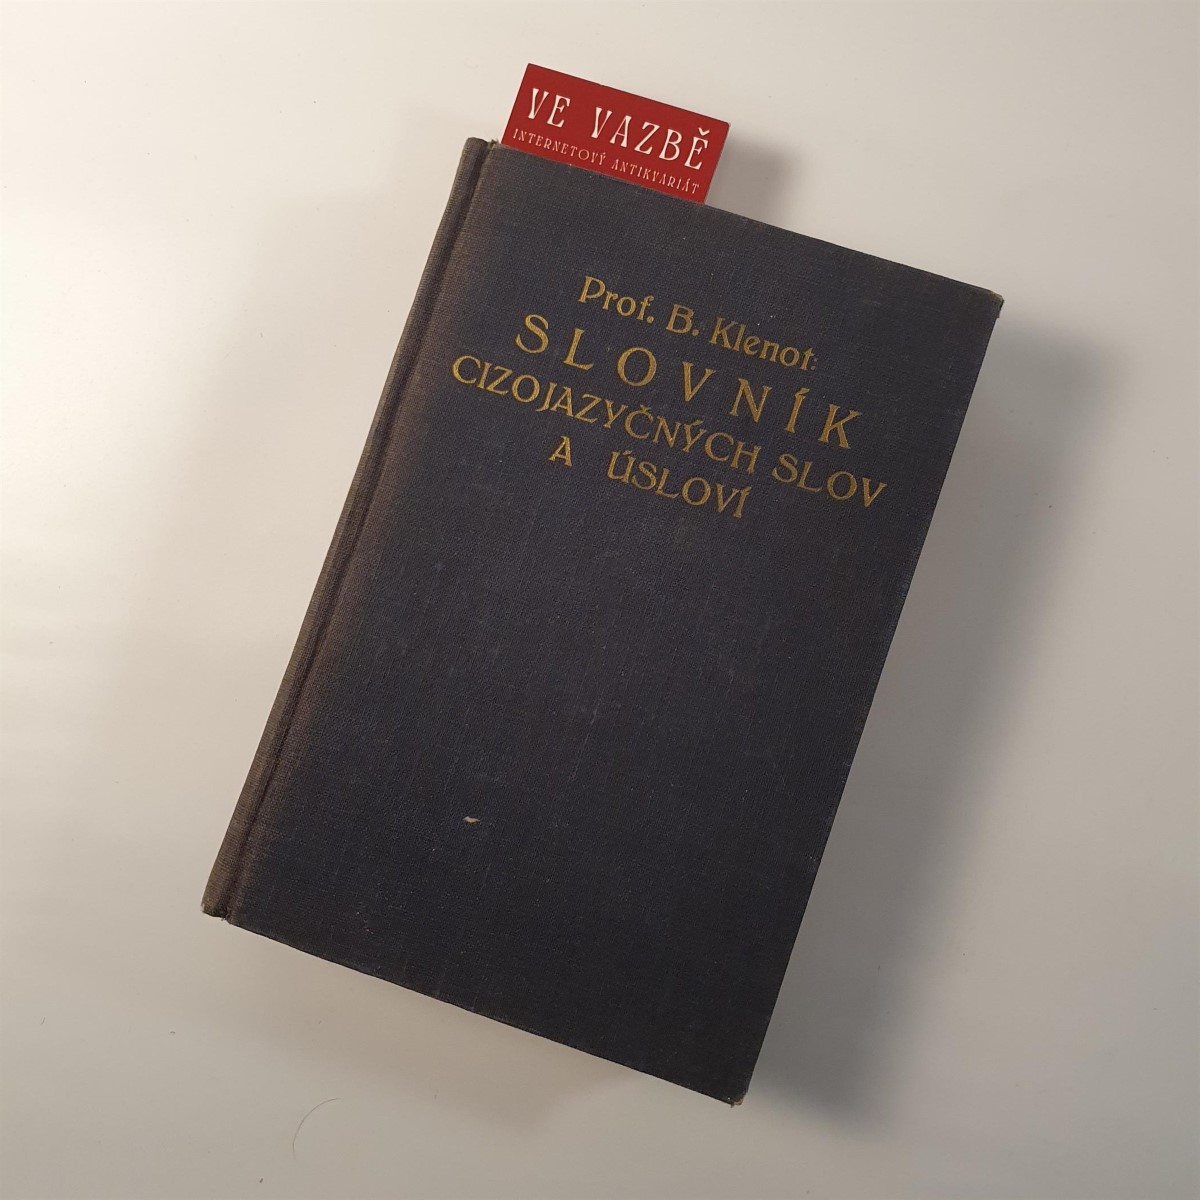 VE VAZBĚ
INTERNETOVÝ ANTIKVARIÁT
Prof. B. Klenot:
SLOVNÍK
CIZOJAZYČNÝCH SLOV
A ÚSLOVÍ